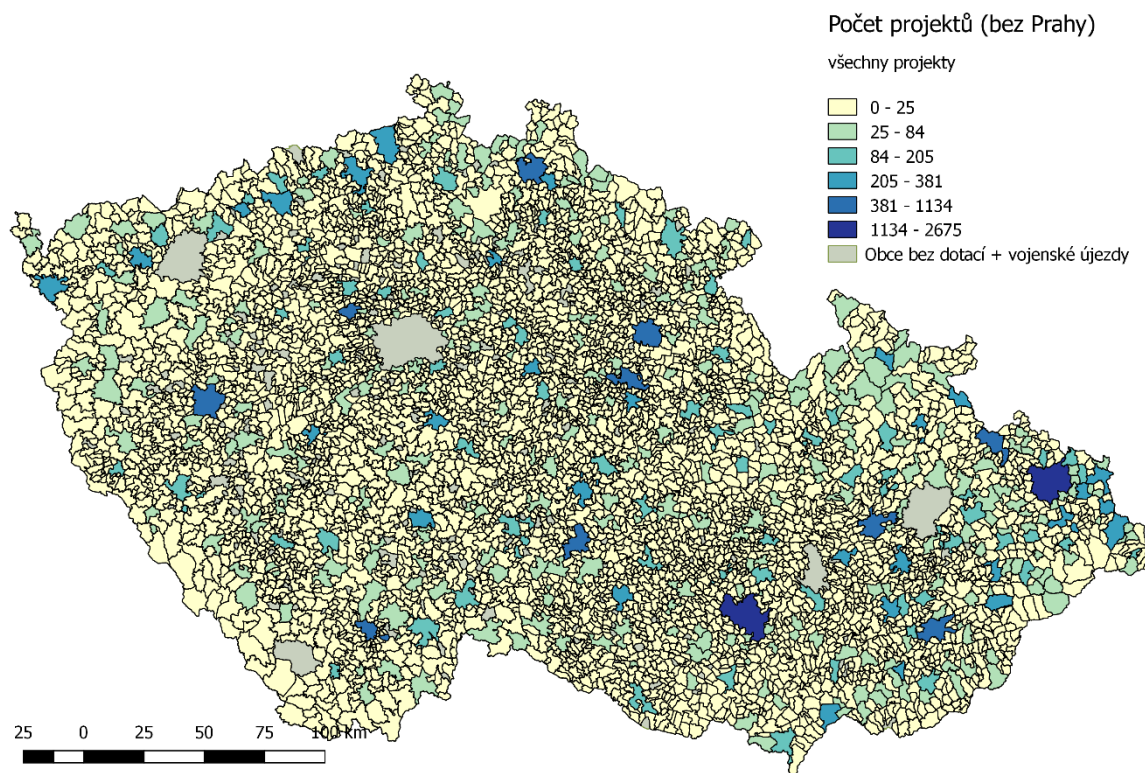 Počet projektů (bez Prahy)
všechny projekty
0 - 25
25 - 84
84 - 205
205 - 381
381 - 1134
1134 - 2675
Obce bez dotací + vojenské újezdy
25 0 25 50 75 100 km